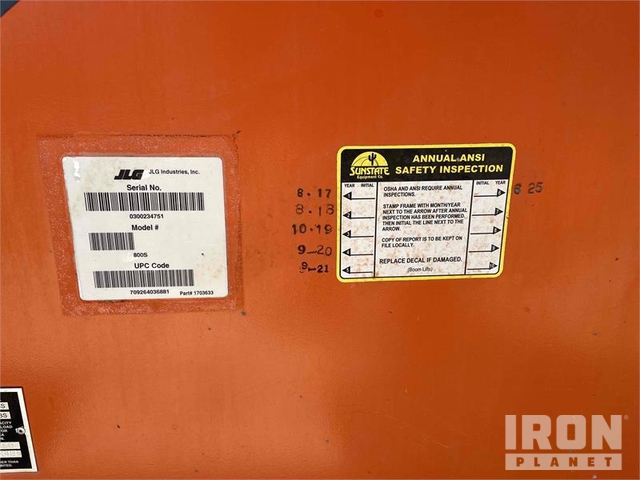 JLG JLG Industries, Inc.
Serial No.
0300234751
Model #
800S
UPC Code
709264036881 Part# 1703633
8-17
8-18
10-19
9-20
9-21
SUNSTATE
Equipment Co.
ANNUAL ANSI
SAFETY INSPECTION
YEAR INITIAL
OSHA AND ANSI REQUIRE ANNUAL
INSPECTIONS.
STAMP FRAME WITH MONTH/YEAR
NEXT TO THE ARROW AFTER ANNUAL
INSPECTION HAS BEEN PERFORMED,
THEN INITIAL THE LINE NEXT TO THE
ARROW.
COPY OF REPORT IS TO BE KEPT ON
FILE LOCALLY.
REPLACE DECAL IF DAMAGED.
(Boom Lifts)
INITIAL YEAR
25
IRON
PLANET